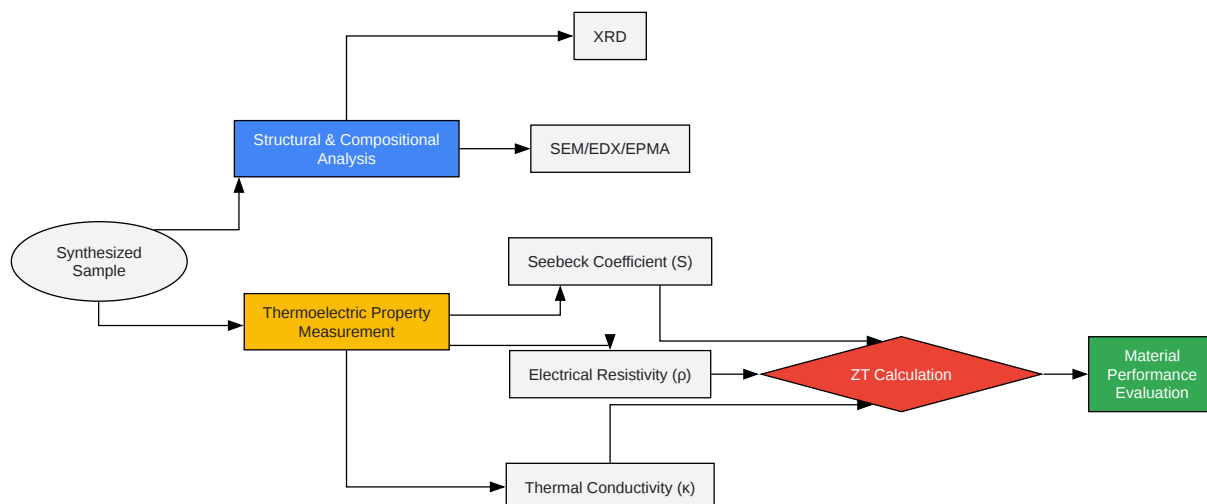 XRD
Structural & Compositional
Analysis
SEM/EDX/EPMA
Synthesized
Sample
Seebeck Coefficient (S)
Thermoelectric Property
Measurement
Electrical Resistivity (ρ)
ZT Calculation
Material
Performance
Evaluation
Thermal Conductivity (κ)